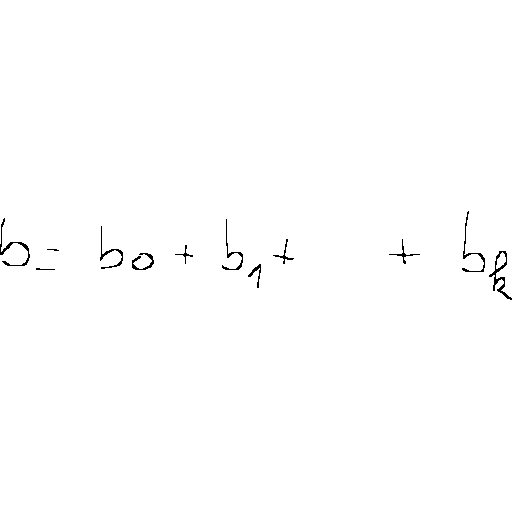 b = b₀ + b₁ + + bₖ